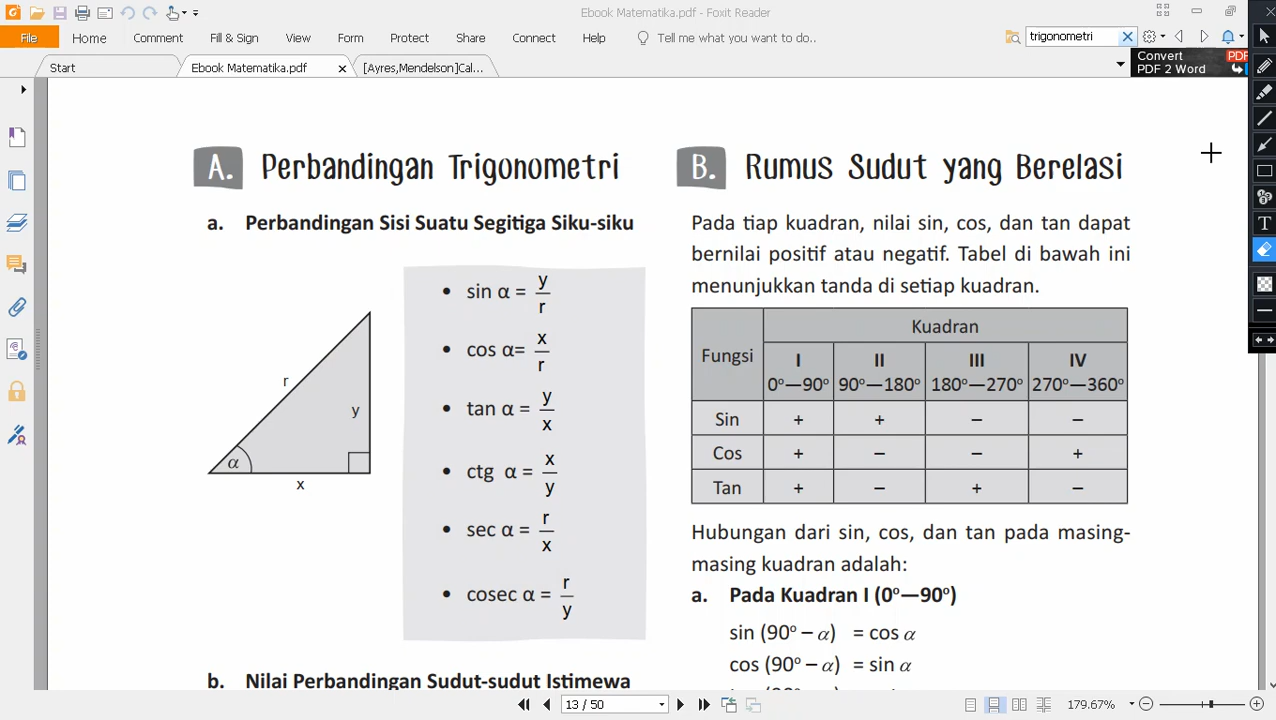 Ebook Matematika.pdf - Foxit Reader
File Home Comment Fill & Sign View Form Protect Share Connect Help Tell me what you want to do.. trigonometri
Start Ebook Matematika.pdf [Ayres,Mendelson]Cal...
Convert
PDF 2 Word
PDF
A. Perbandingan Trigonometri
a. Perbandingan Sisi Suatu Segitiga Siku-siku
r
y
α
x
• sin α = y/r
• cos α= x/r
• tan α = y/x
• ctg α = x/y
• sec α = r/x
• cosec α = r/y
b. Nilai Perbandingan Sudut-sudut Istimewa
B. Rumus Sudut yang Berelasi
Pada tiap kuadran, nilai sin, cos, dan tan dapat
bernilai positif atau negatif. Tabel di bawah ini
menunjukkan tanda di setiap kuadran.
Fungsi Kuadran
I II III IV
0°—90° 90°—180° 180°—270° 270°—360°
Sin + + – –
Cos + – – +
Tan + – + –
Hubungan dari sin, cos, dan tan pada masing-
masing kuadran adalah:
a. Pada Kuadran I (0°—90°)
sin (90° – α) = cos α
cos (90° – α) = sin α
T
13 / 50
179.67%